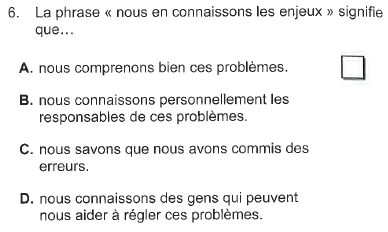 6. La phrase « nous en connaissons les enjeux » signifie
que…
A. nous comprenons bien ces problèmes.
B. nous connaissons personnellement les
responsables de ces problèmes.
C. nous savons que nous avons commis des
erreurs.
D. nous connaissons des gens qui peuvent
nous aider à régler ces problèmes.